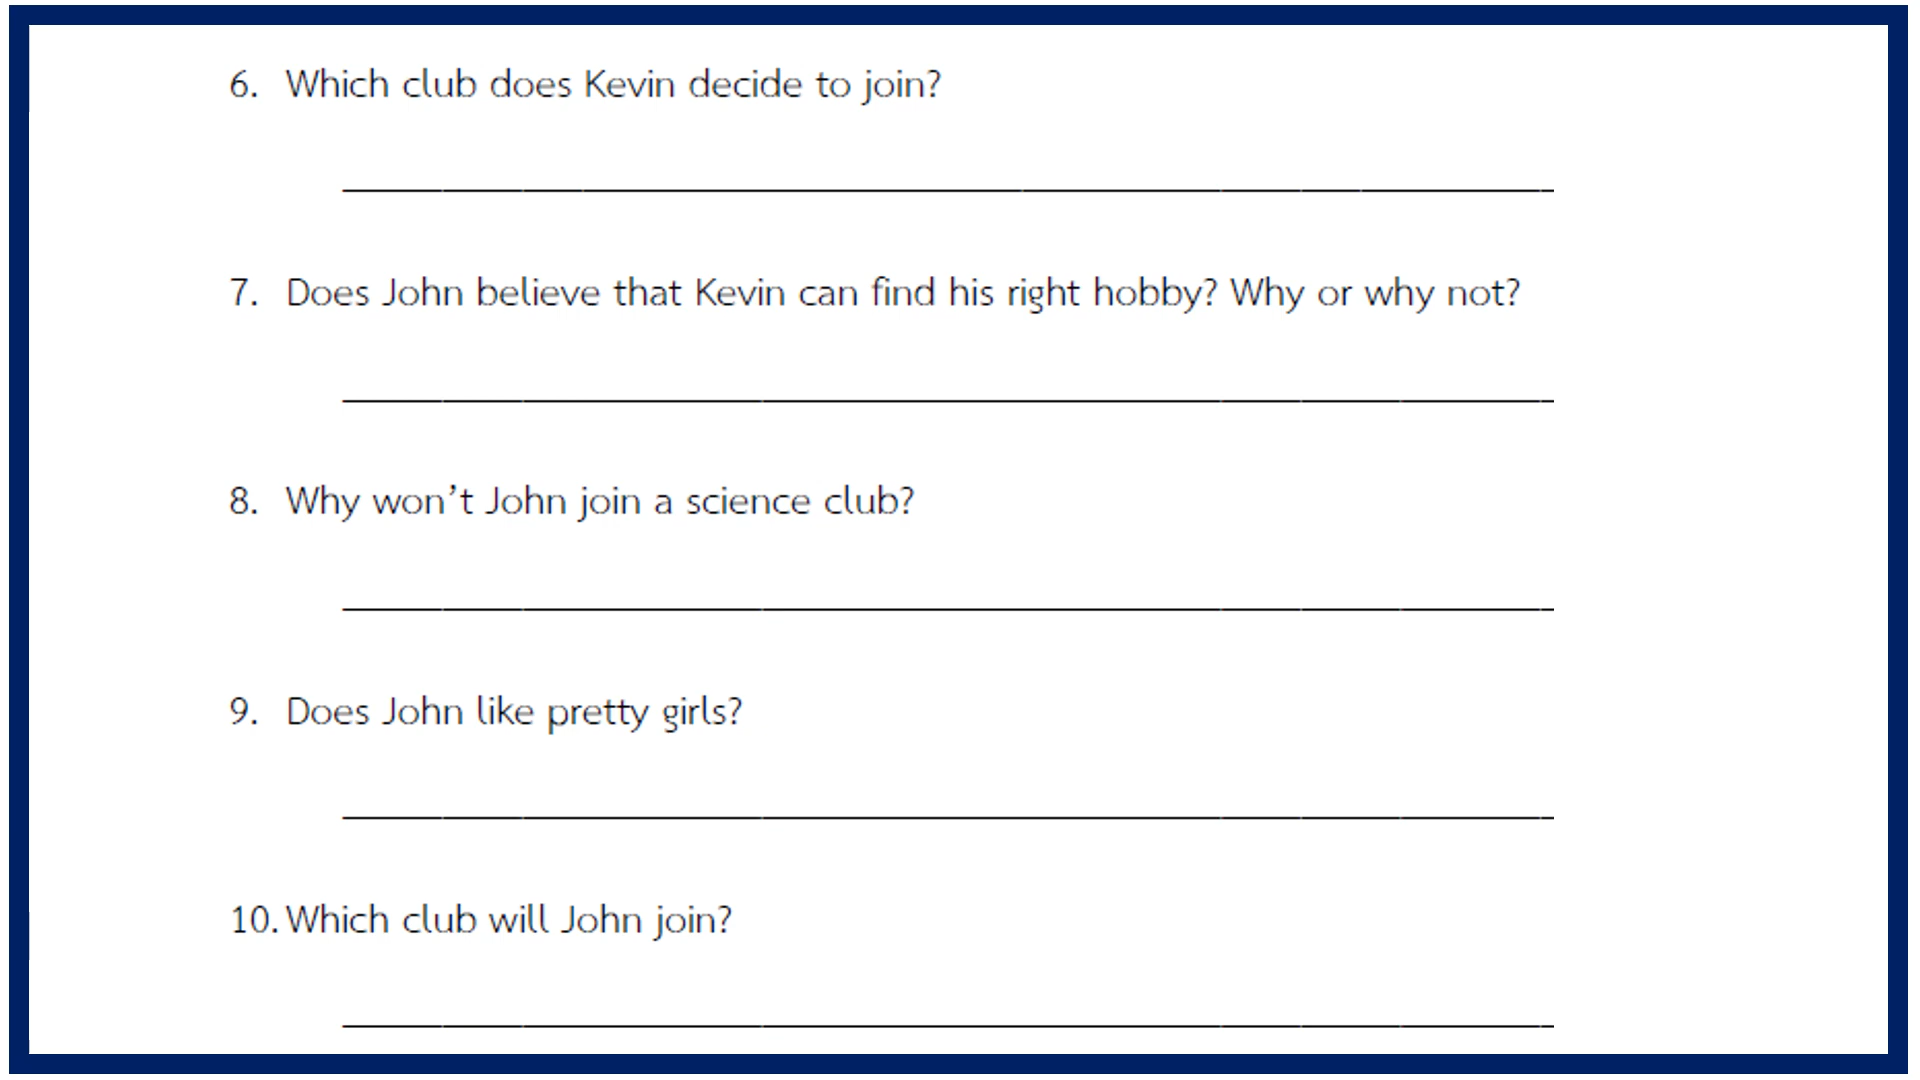 6. Which club does Kevin decide to join?
7. Does John believe that Kevin can find his right hobby? Why or why not?
8. Why won’t John join a science club?
9. Does John like pretty girls?
10. Which club will John join?